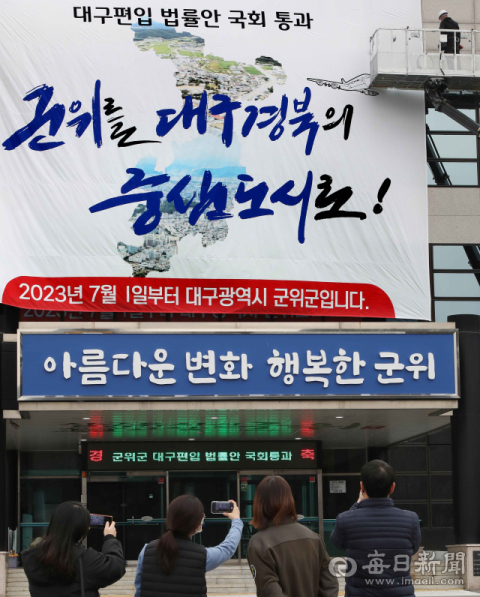 대구편입 법률안 국회 통과
군위를 대구경북의
중심도시로!
2023년 7월 1일부터 대구광역시 군위군입니다.
아름다운 변화 행복한 군위
경 군위군 대구편입 법률안 국회통과 축
每日新聞
www.imaeil.com